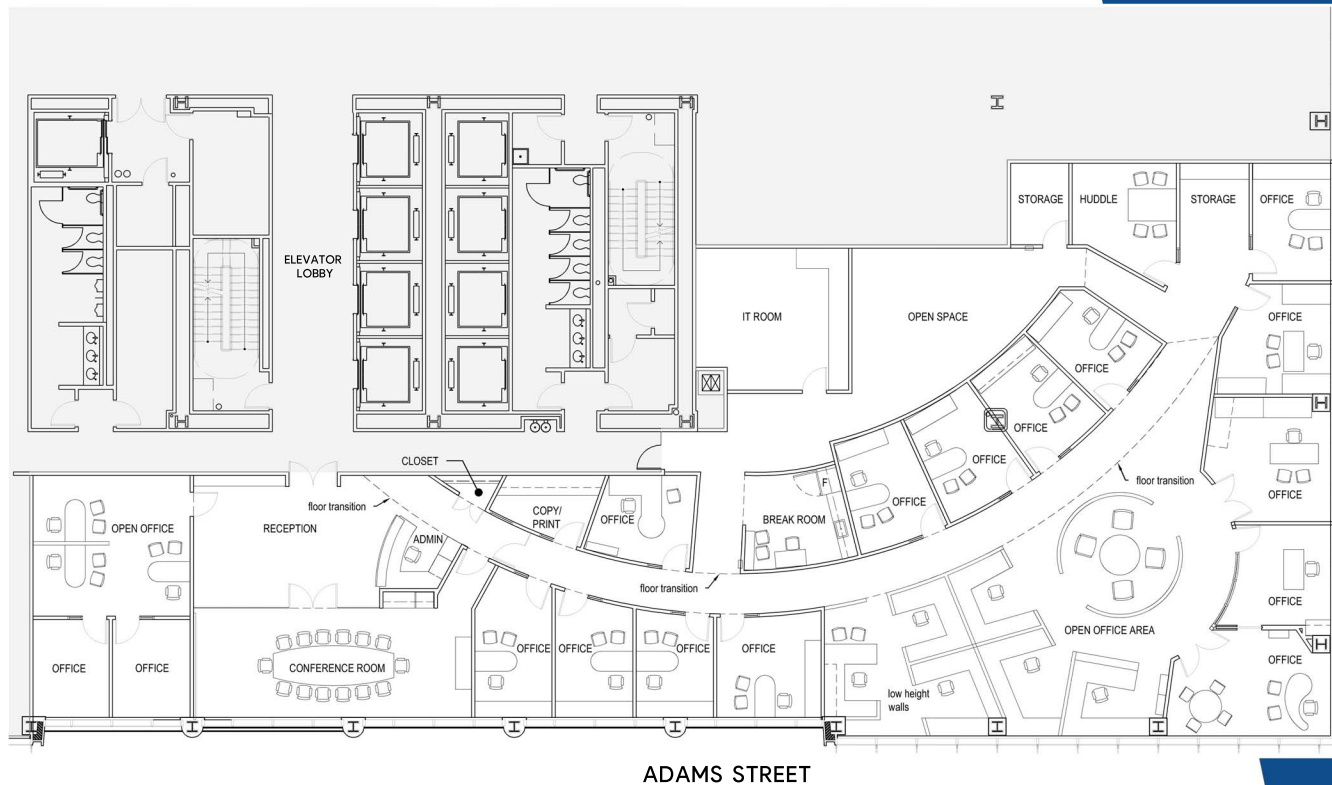 STORAGE
HUDDLE
STORAGE
OFFICE
ELEVATOR
LOBBY
IT ROOM
OPEN SPACE
OFFICE
OFFICE
OFFICE
OFFICE
OFFICE
OFFICE
CLOSET
floor transition
floor transition
F
OPEN OFFICE
RECEPTION
ADMIN
COPY/
PRINT
OFFICE
BREAK ROOM
floor transition
OFFICE
OPEN OFFICE AREA
OFFICE
OFFICE
CONFERENCE ROOM
OFFICE
OFFICE
OFFICE
OFFICE
OFFICE
low height
walls
ADAMS STREET